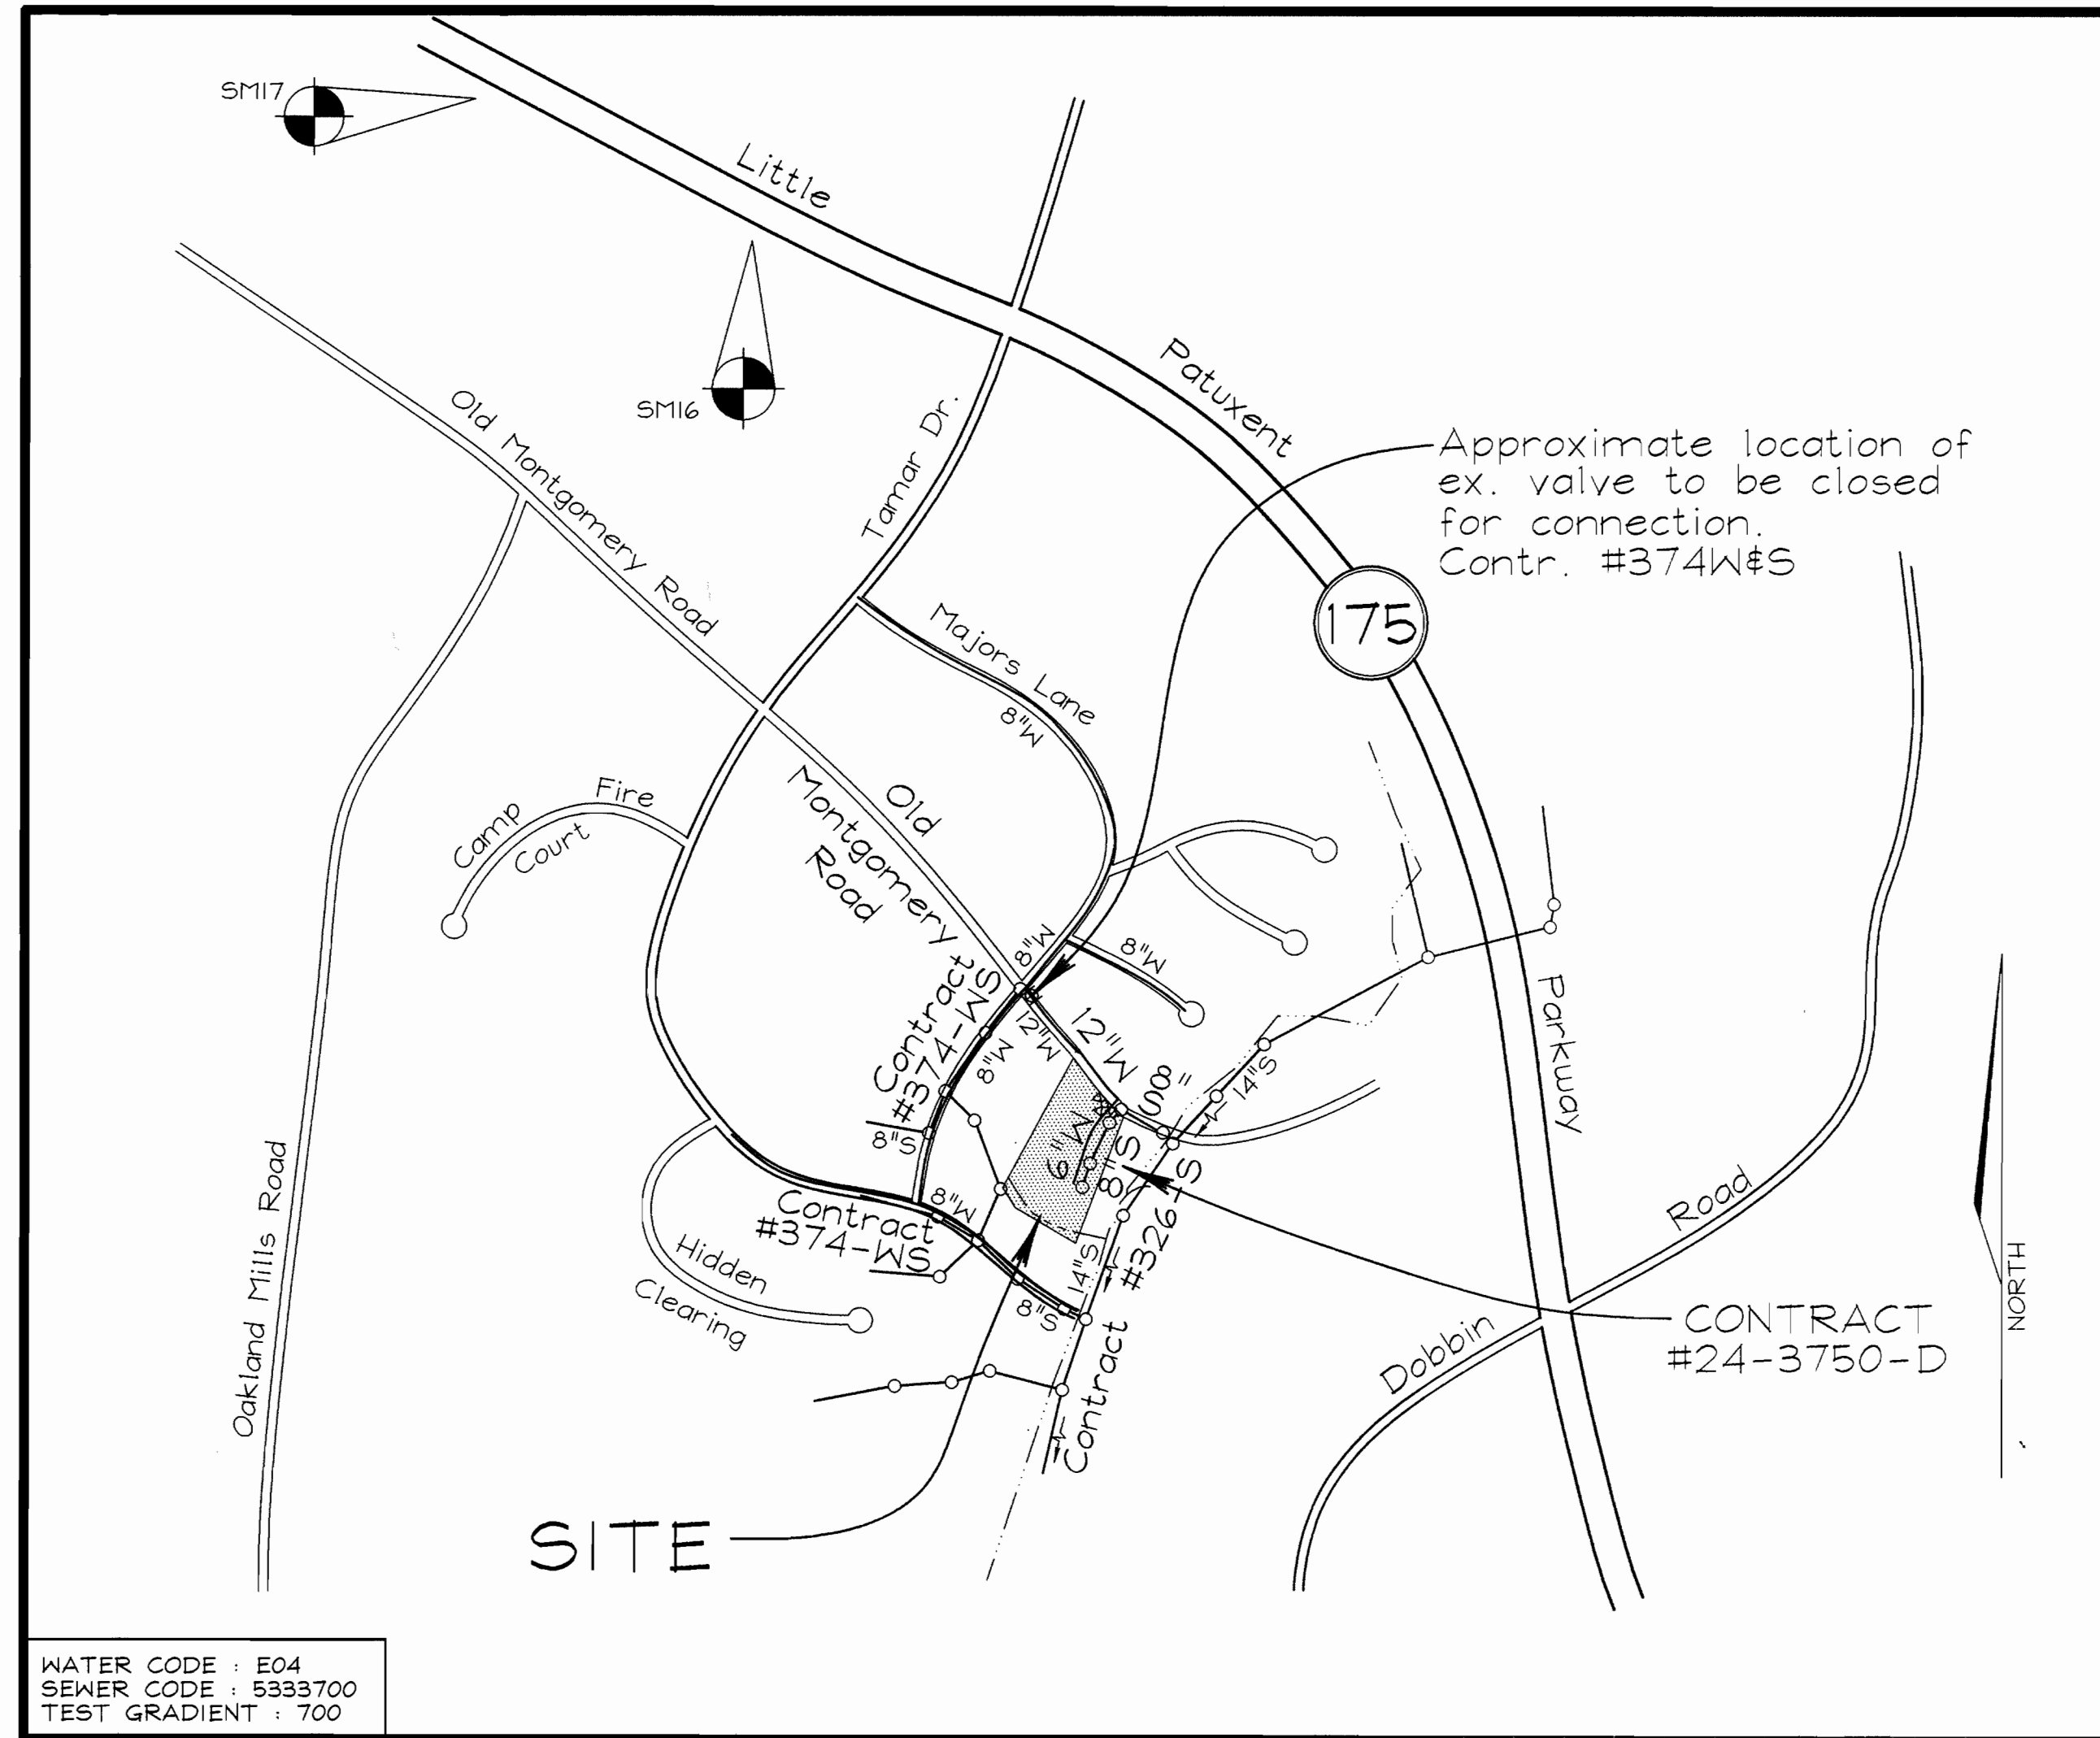 SM17
Little
SM16
Patuxent
Old Montgomery Road
Tamar Dr.
Approximate location of
ex. valve to be closed
for connection.
Contr. #374W&S
175
Majors Lane
8"W
Camp
Fire
Court
Old
Montgomery
Road
8"W
8"W
Contract
#374-WS
12"W
12"W
8"W
8"S
8"
S
14"S
Parkway
6"W
8"S
8"W
Contract
#374-WS
Hidden
Clearing
14"S
#326-S
Contract
8"S
Oakland Mills Road
Road
Dobbin
CONTRACT
#24-3750-D
NORTH
SITE
WATER CODE : E04
SEWER CODE : 5333700
TEST GRADIENT : 700